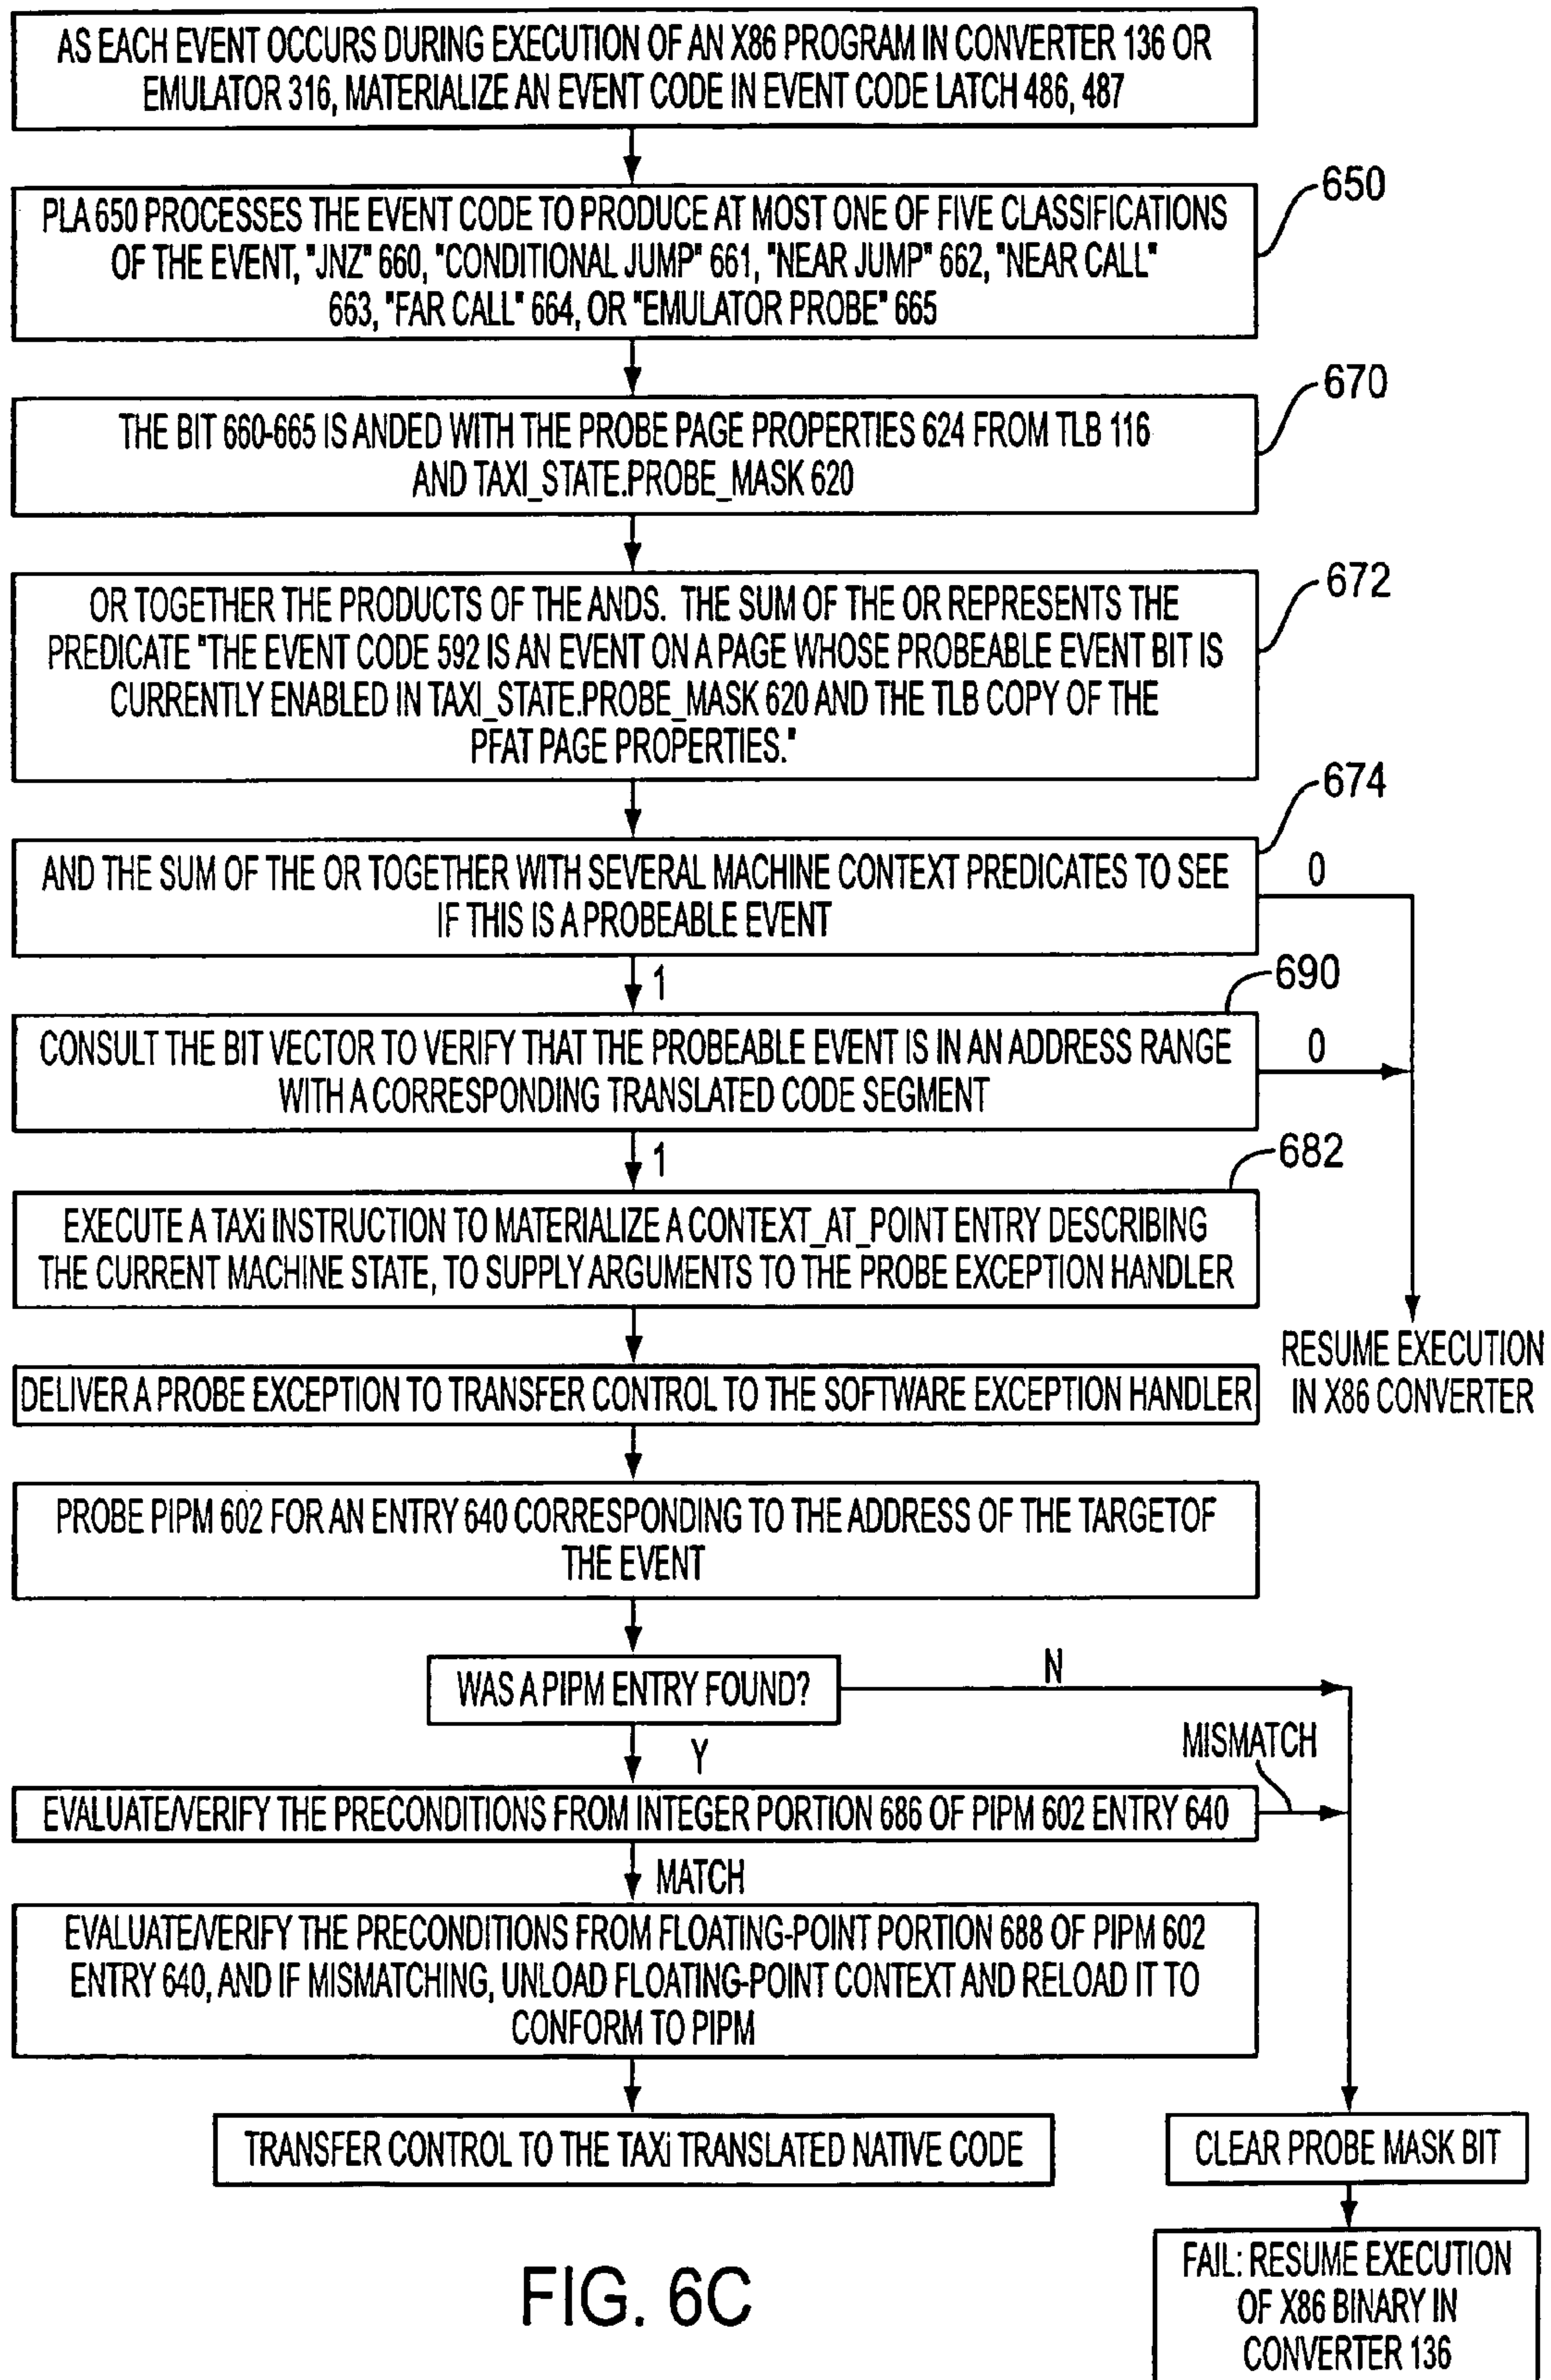 AS EACH EVENT OCCURS DURING EXECUTION OF AN X86 PROGRAM IN CONVERTER 136 OR
EMULATOR 316, MATERIALIZE AN EVENT CODE IN EVENT CODE LATCH 486, 487
650
PLA 650 PROCESSES THE EVENT CODE TO PRODUCE AT MOST ONE OF FIVE CLASSIFICATIONS
OF THE EVENT, "JNZ" 660, "CONDITIONAL JUMP" 661, "NEAR JUMP" 662, "NEAR CALL"
663, "FAR CALL" 664, OR "EMULATOR PROBE" 665
670
THE BIT 660-665 IS ANDED WITH THE PROBE PAGE PROPERTIES 624 FROM TLB 116
AND TAXI_STATE.PROBE_MASK 620
672
OR TOGETHER THE PRODUCTS OF THE ANDS. THE SUM OF THE OR REPRESENTS THE
PREDICATE "THE EVENT CODE 592 IS AN EVENT ON A PAGE WHOSE PROBEABLE EVENT BIT IS
CURRENTLY ENABLED IN TAXI_STATE.PROBE_MASK 620 AND THE TLB COPY OF THE
PFAT PAGE PROPERTIES."
674
AND THE SUM OF THE OR TOGETHER WITH SEVERAL MACHINE CONTEXT PREDICATES TO SEE
IF THIS IS A PROBEABLE EVENT
0
1
690
CONSULT THE BIT VECTOR TO VERIFY THAT THE PROBEABLE EVENT IS IN AN ADDRESS RANGE
WITH A CORRESPONDING TRANSLATED CODE SEGMENT
0
1
682
EXECUTE A TAXi INSTRUCTION TO MATERIALIZE A CONTEXT_AT_POINT ENTRY DESCRIBING
THE CURRENT MACHINE STATE, TO SUPPLY ARGUMENTS TO THE PROBE EXCEPTION HANDLER
RESUME EXECUTION
IN X86 CONVERTER
DELIVER A PROBE EXCEPTION TO TRANSFER CONTROL TO THE SOFTWARE EXCEPTION HANDLER
PROBE PIPM 602 FOR AN ENTRY 640 CORRESPONDING TO THE ADDRESS OF THE TARGETOF
THE EVENT
WAS A PIPM ENTRY FOUND?
N
Y
MISMATCH
EVALUATE/VERIFY THE PRECONDITIONS FROM INTEGER PORTION 686 OF PIPM 602 ENTRY 640
MATCH
EVALUATE/VERIFY THE PRECONDITIONS FROM FLOATING-POINT PORTION 688 OF PIPM 602
ENTRY 640, AND IF MISMATCHING, UNLOAD FLOATING-POINT CONTEXT AND RELOAD IT TO
CONFORM TO PIPM
TRANSFER CONTROL TO THE TAXi TRANSLATED NATIVE CODE
CLEAR PROBE MASK BIT
FAIL: RESUME EXECUTION
OF X86 BINARY IN
CONVERTER 136
FIG. 6C